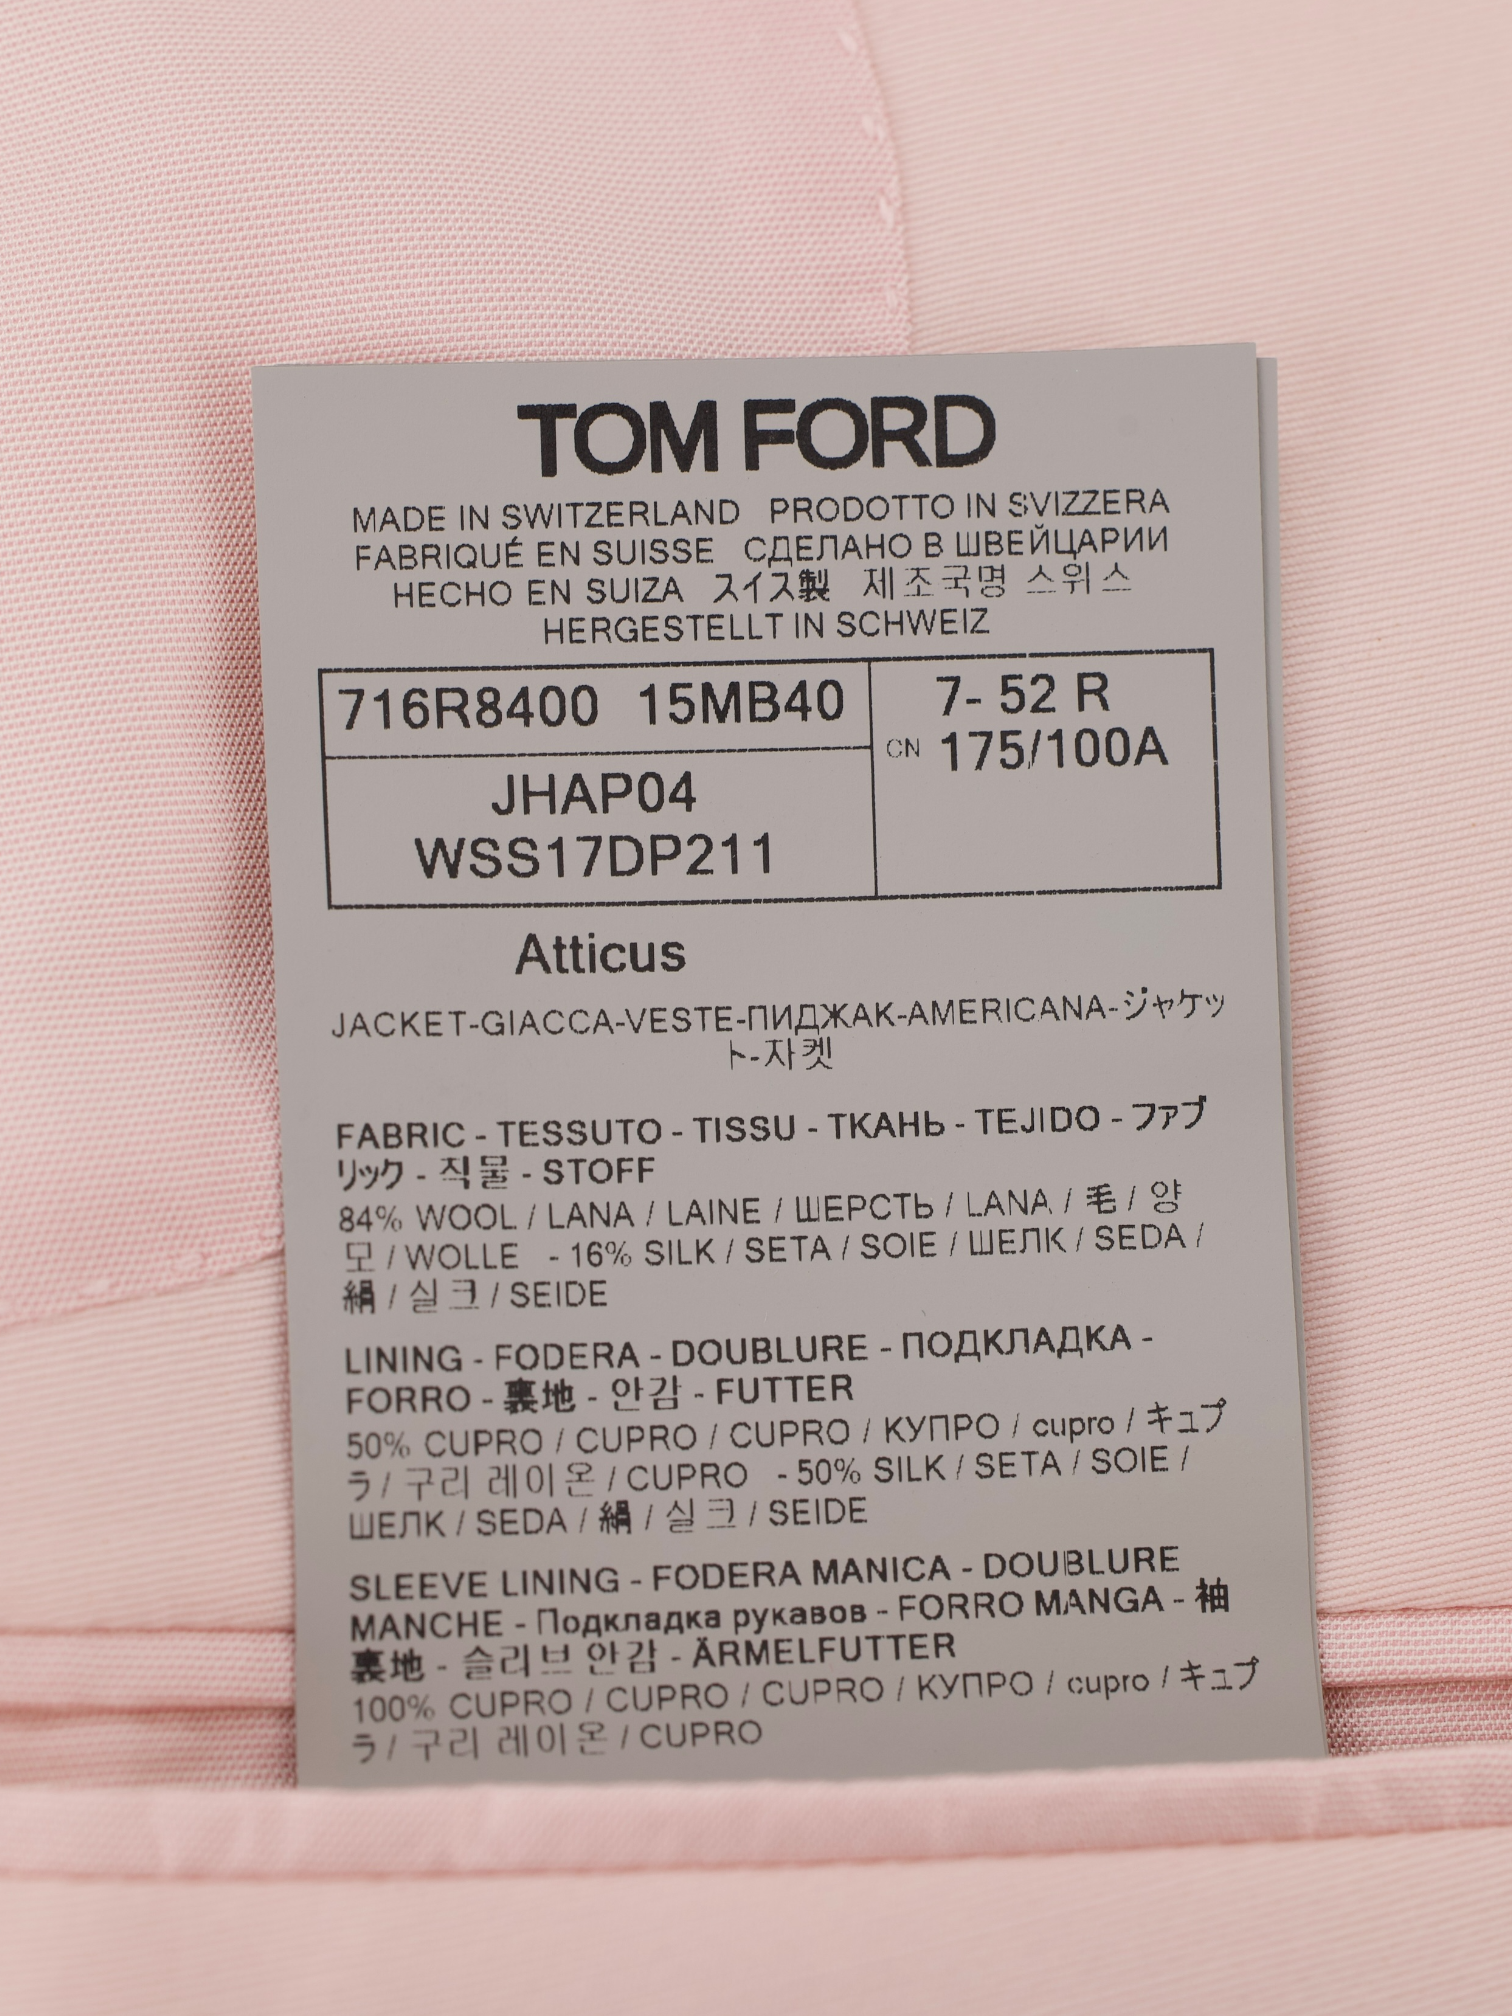 TOM FORD
MADE IN SWITZERLAND PRODOTTO IN SVIZZERA
FABRIQUÉ EN SUISSE СДЕЛАНО В ШВЕЙЦАРИИ
HECHO EN SUIZA スイス製 제조국명 스위스
HERGESTELLT IN SCHWEIZ
716R8400 15MB40
7- 52 R
CN 175/100A
JHAP04
WSS17DP211
Atticus
JACKET-GIACCA-VESTE-ПИДЖАК-AMERICANA-ジャケッ
ト-자켓
FABRIC - TESSUTO - TISSU - ТКАНЬ - TEJIDO - ファブ
リック - 직물 - STOFF
84% WOOL / LANA / LAINE / ШЕРСТЬ / LANA / 毛 / 양
모 / WOLLE - 16% SILK / SETA / SOIE / ШЕЛК / SEDA /
絹 / 실크 / SEIDE
LINING - FODERA - DOUBLURE - ПОДКЛАДКА -
FORRO - 裏地 - 안감 - FUTTER
50% CUPRO / CUPRO / CUPRO / КУПРО / cupro / キュプ
ラ / 구리 레이온 / CUPRO - 50% SILK / SETA / SOIE /
ШЕЛК / SEDA / 絹 / 실크 / SEIDE
SLEEVE LINING - FODERA MANICA - DOUBLURE
MANCHE - Подкладка рукавов - FORRO MANGA - 袖
裏地 - 슬리브 안감 - ÄRMELFUTTER
100% CUPRO / CUPRO / CUPRO / КУПРО / cupro / キュプ
ラ / 구리 레이온 / CUPRO